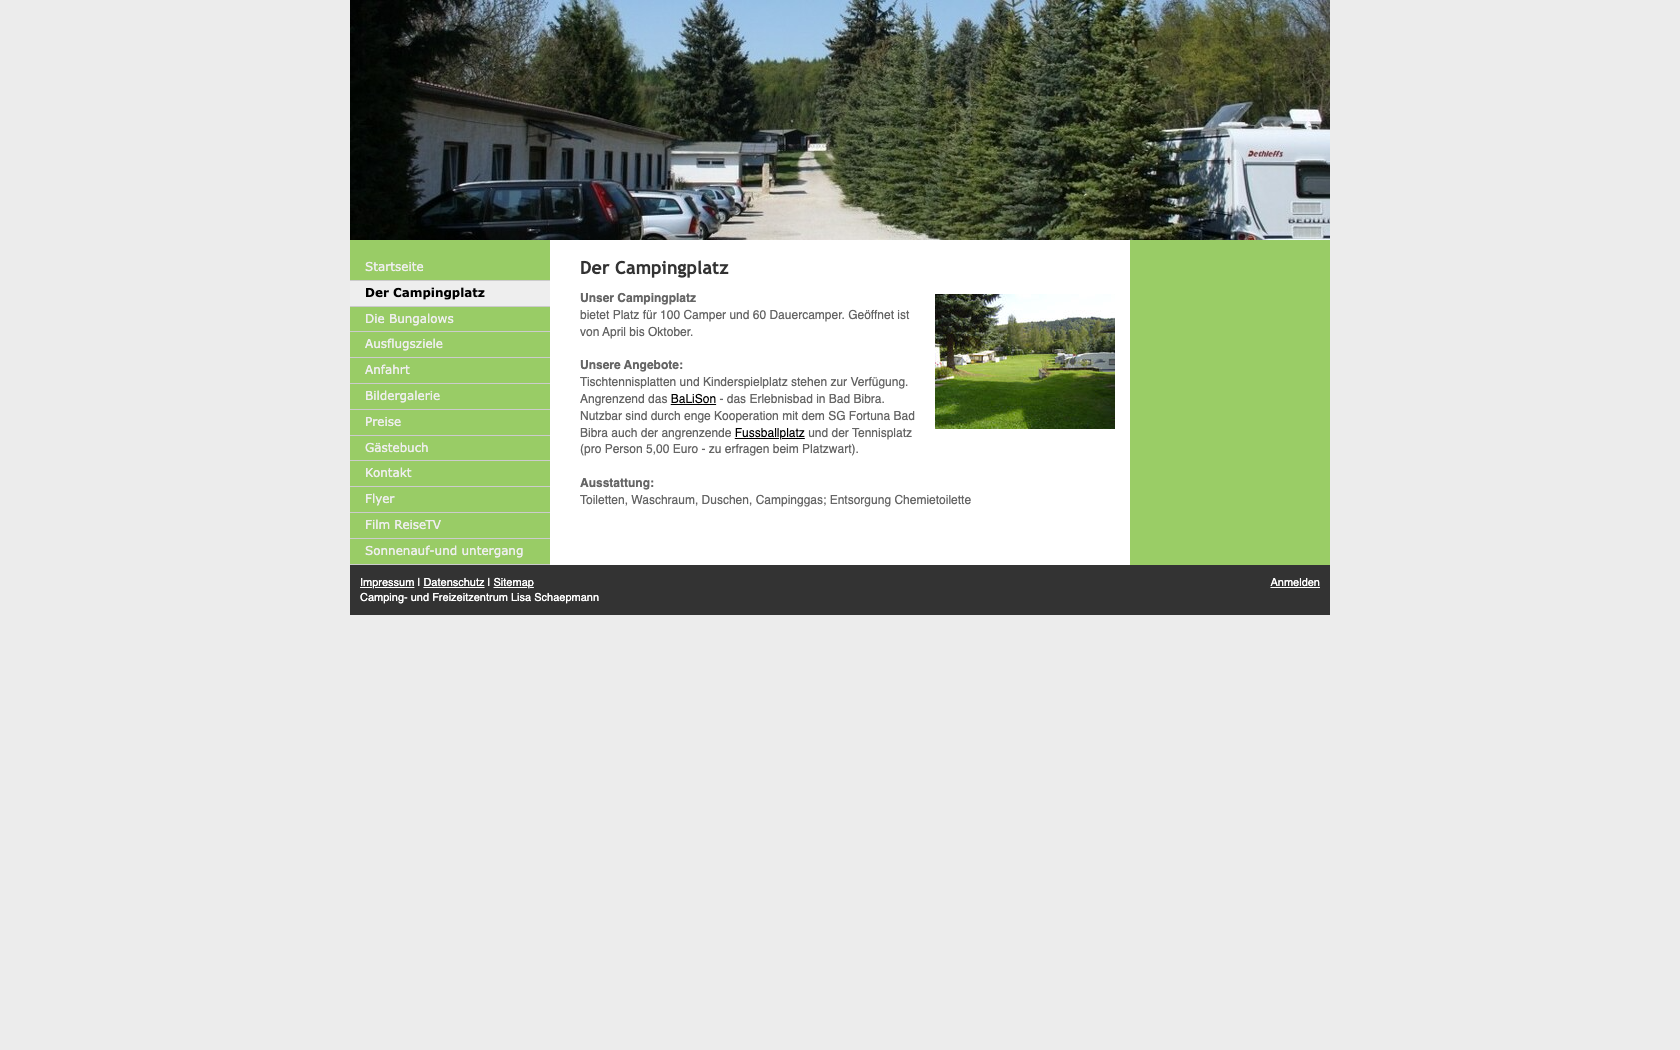 Dethleffs
Startseite
Der Campingplatz
Die Bungalows
Ausflugsziele
Anfahrt
Bildergalerie
Preise
Gästebuch
Kontakt
Flyer
Film ReiseTV
Sonnenauf-und untergang
Der Campingplatz
Unser Campingplatz
bietet Platz für 100 Camper und 60 Dauercamper. Geöffnet ist
von April bis Oktober.
Unsere Angebote:
Tischtennisplatten und Kinderspielplatz stehen zur Verfügung.
Angrenzend das BaLiSon - das Erlebnisbad in Bad Bibra.
Nutzbar sind durch enge Kooperation mit dem SG Fortuna Bad
Bibra auch der angrenzende Fussballplatz und der Tennisplatz
(pro Person 5,00 Euro - zu erfragen beim Platzwart).
Ausstattung:
Toiletten, Waschraum, Duschen, Campinggas; Entsorgung Chemietoilette
Impressum | Datenschutz | Sitemap
Camping- und Freizeitzentrum Lisa Schaepmann
Anmelden